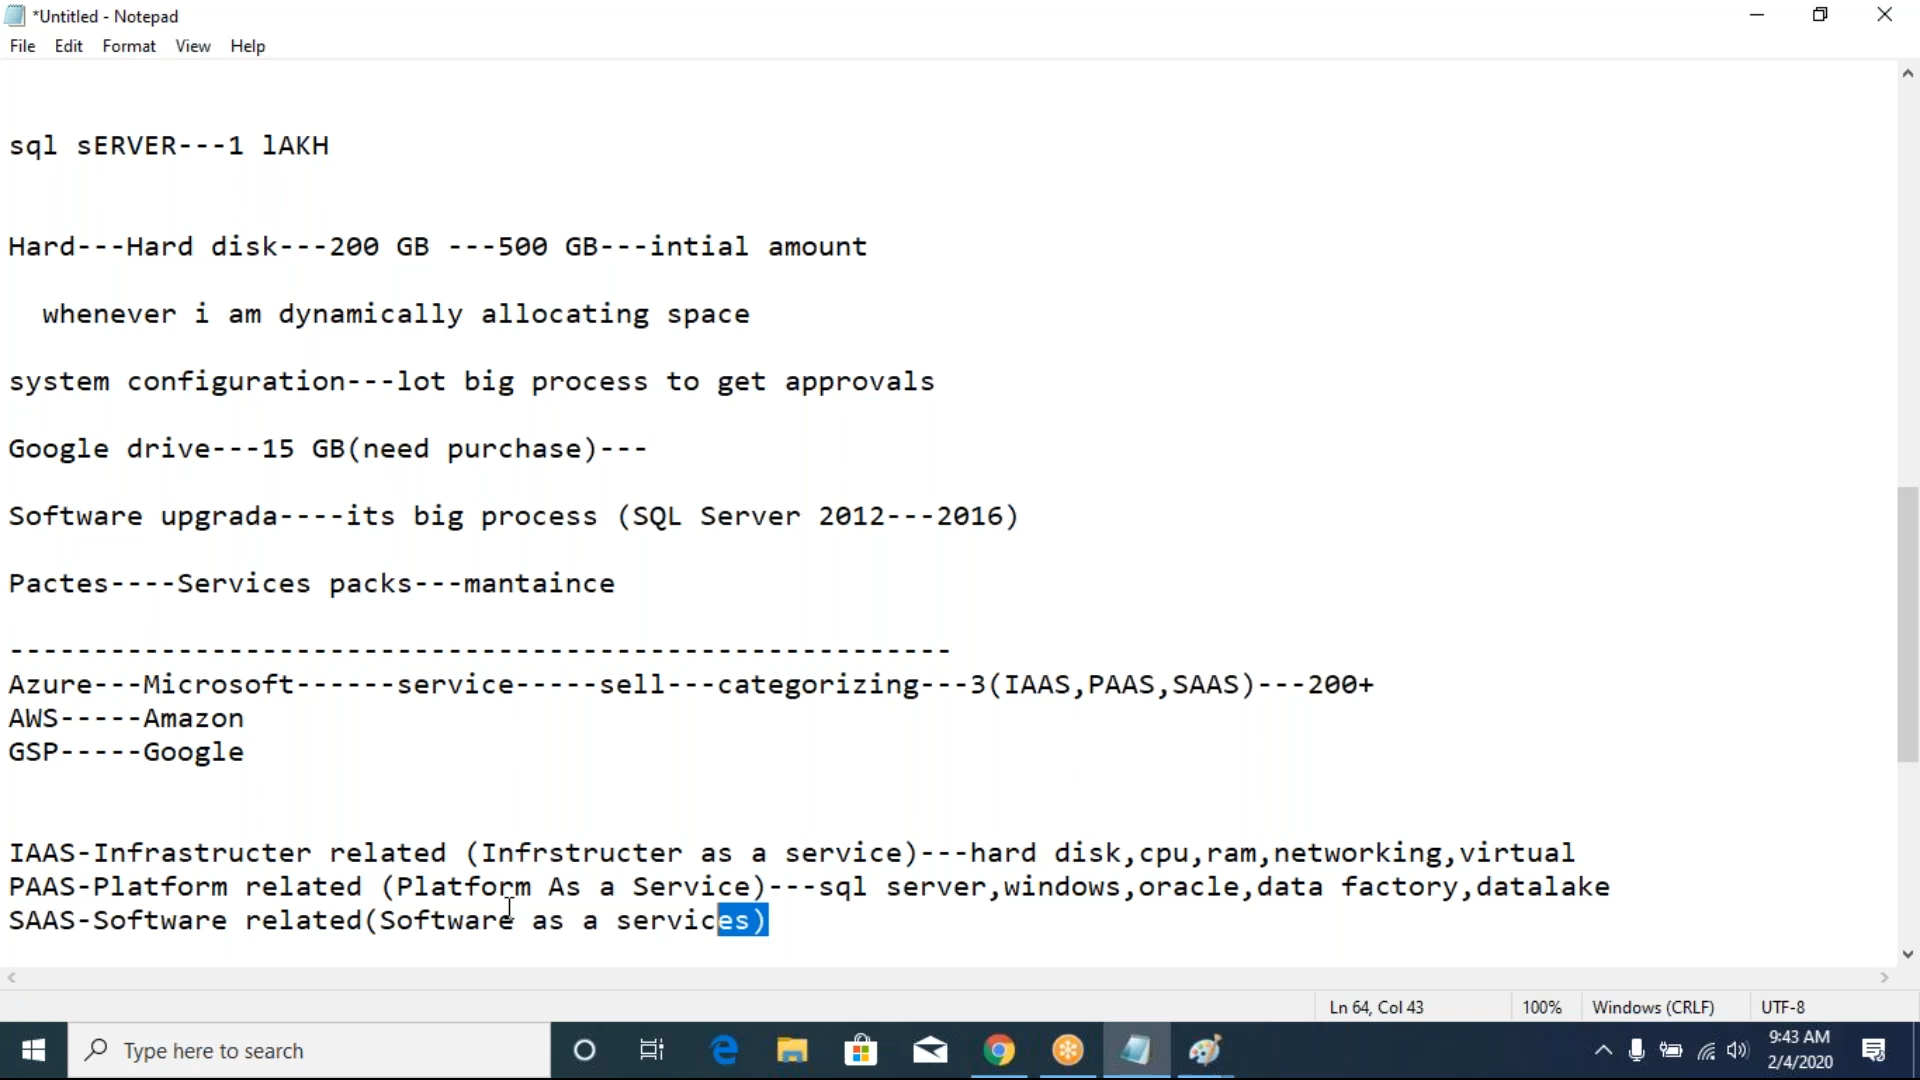 *Untitled - Notepad
File Edit Format View Help
sql sERVER---1 lAKH
Hard---Hard disk---200 GB ---500 GB---intial amount
whenever i am dynamically allocating space
system configuration---lot big process to get approvals
Google drive---15 GB(need purchase)---
Software upgrada----its big process (SQL Server 2012---2016)
Pactes----Services packs---mantaince
--------------------------------------------------------
Azure---Microsoft------service-----sell---categorizing---3(IAAS,PAAS,SAAS)---200+
AWS-----Amazon
GSP-----Google
IAAS-Infrastructer related (Infrstructer as a service)---hard disk,cpu,ram,networking,virtual
PAAS-Platform related (Platform As a Service)---sql server,windows,oracle,data factory,datalake
SAAS-Software related(Software as a services)
Ln 64, Col 43 100% Windows (CRLF) UTF-8
Type here to search
9:43 AM
2/4/2020